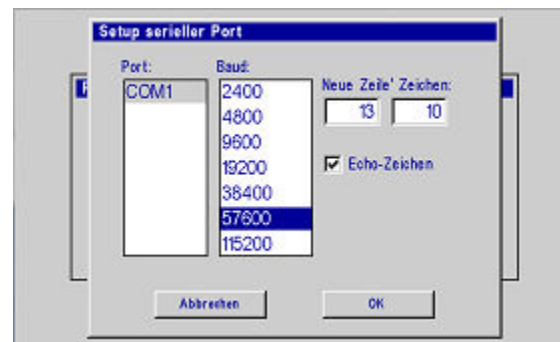 Setup serieller Port
Port:
COM1
Baud:
2400
4800
9600
19200
38400
57600
115200
Neue Zeile' Zeichen:
13 10
Echo-Zeichen
Abbrechen OK